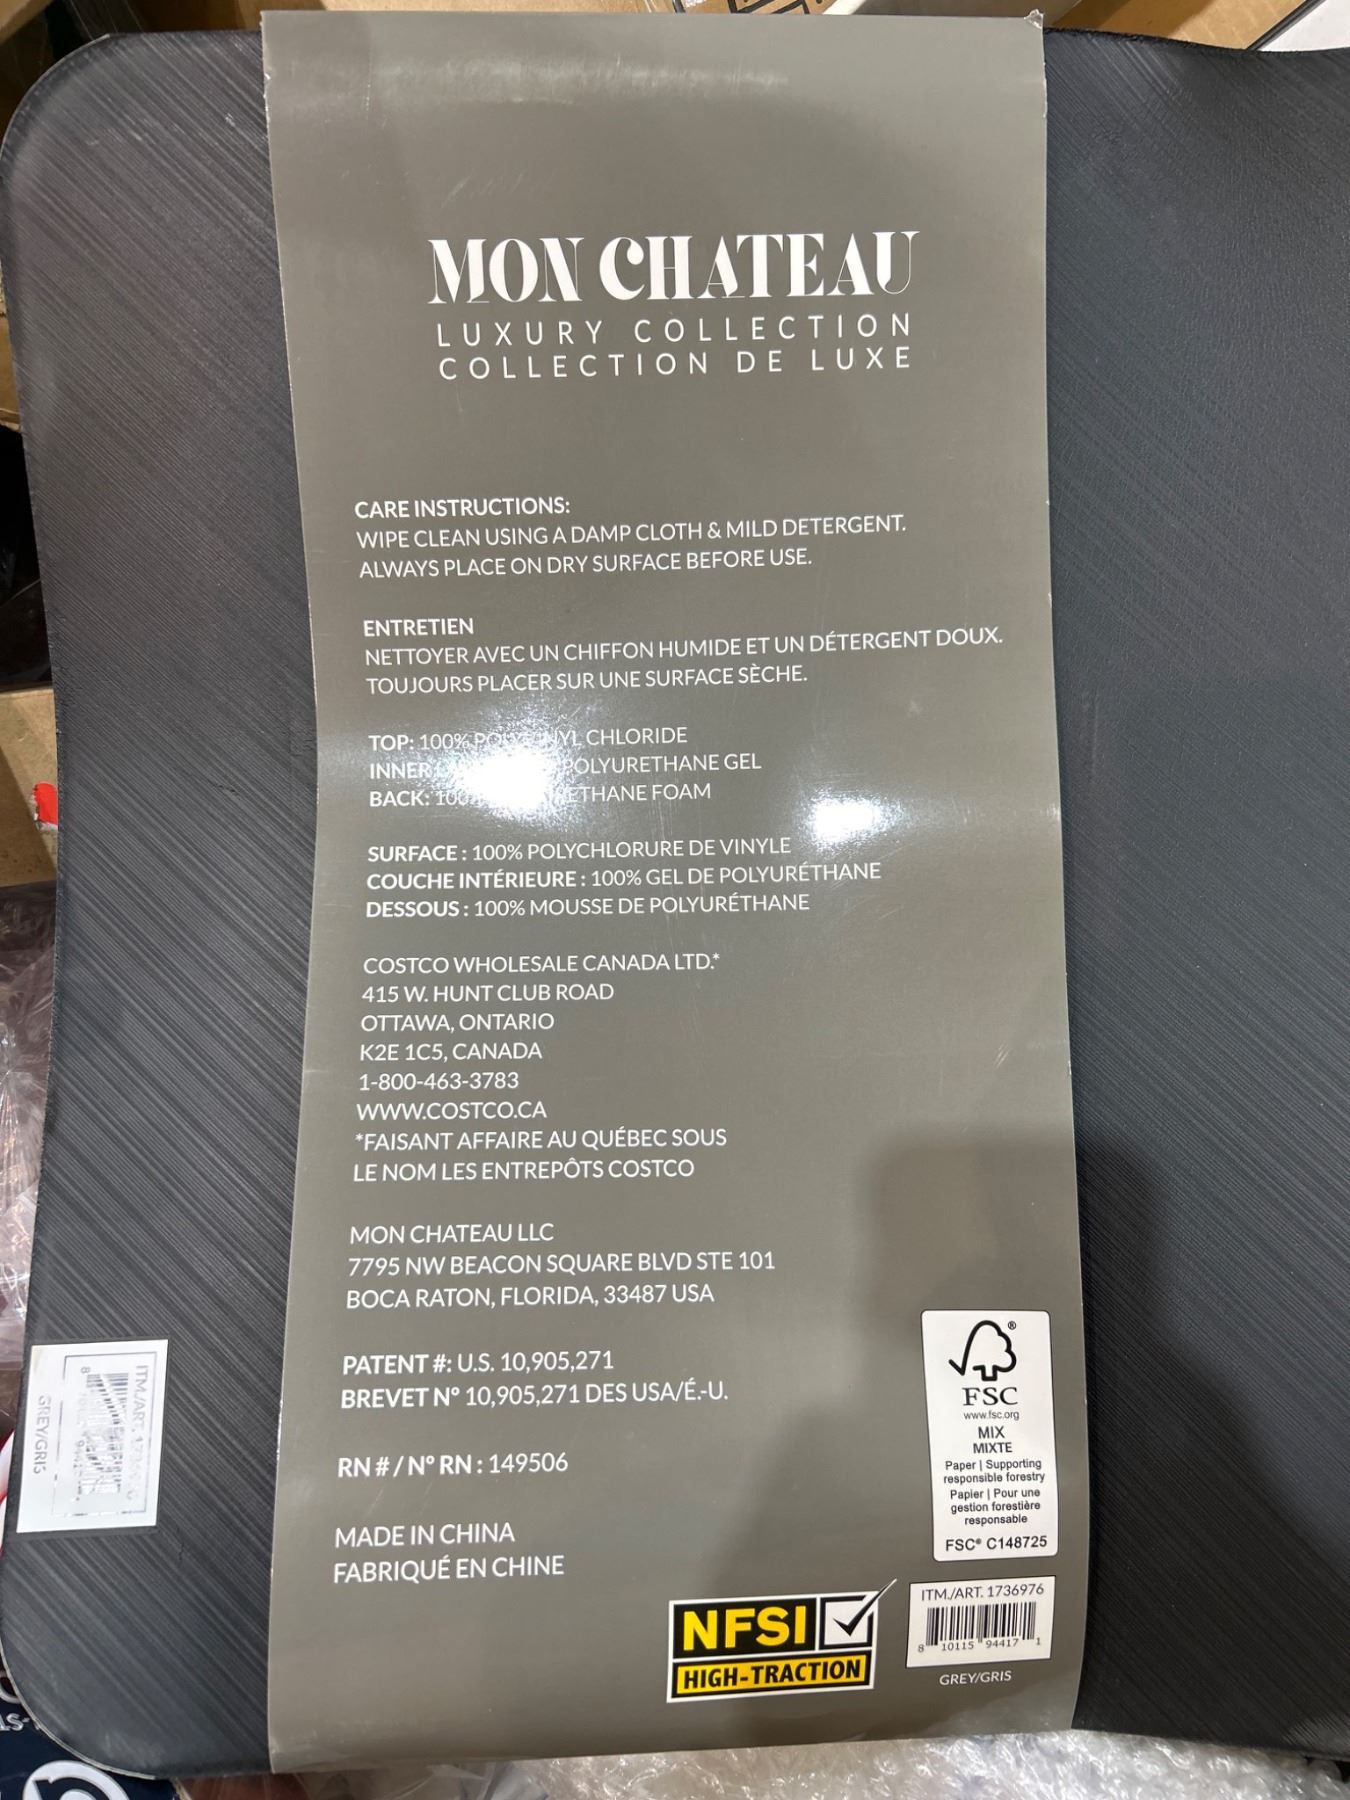 MON CHATEAU
LUXURY COLLECTION
COLLECTION DE LUXE
CARE INSTRUCTIONS:
WIPE CLEAN USING A DAMP CLOTH & MILD DETERGENT.
ALWAYS PLACE ON DRY SURFACE BEFORE USE.
ENTRETIEN
NETTOYER AVEC UN CHIFFON HUMIDE ET UN DÉTERGENT DOUX.
TOUJOURS PLACER SUR UNE SURFACE SÈCHE.
TOP: 100% CHLORIDE
INNER POLYURETHANE GEL
BACK: FOAM
SURFACE : 100% POLYCHLORURE DE VINYLE
COUCHE INTÉRIEURE : 100% GEL DE POLYURÉTHANE
DESSOUS : 100% MOUSSE DE POLYURÉTHANE
COSTCO WHOLESALE CANADA LTD.*
415 W. HUNT CLUB ROAD
OTTAWA, ONTARIO
K2E 1C5, CANADA
1-800-463-3783
WWW.COSTCO.CA
*FAISANT AFFAIRE AU QUÉBEC SOUS
LE NOM LES ENTREPÔTS COSTCO
MON CHATEAU LLC
7795 NW BEACON SQUARE BLVD STE 101
BOCA RATON, FLORIDA, 33487 USA
PATENT #: U.S. 10,905,271
BREVET Nº 10,905,271 DES USA/É.-U.
RN # / Nº RN : 149506
MADE IN CHINA
FABRIQUÉ EN CHINE
FSC
®
www.fsc.org
MIX
MIXTE
Paper | Supporting
responsible forestry
Papier | Pour une
gestion forestière
responsable
FSC® C148725
NFSI
HIGH-TRACTION
ITM./ART. 1736976
8 10115 94417 1
GREY/GRIS
ITM./ART.
GREY/GRIS